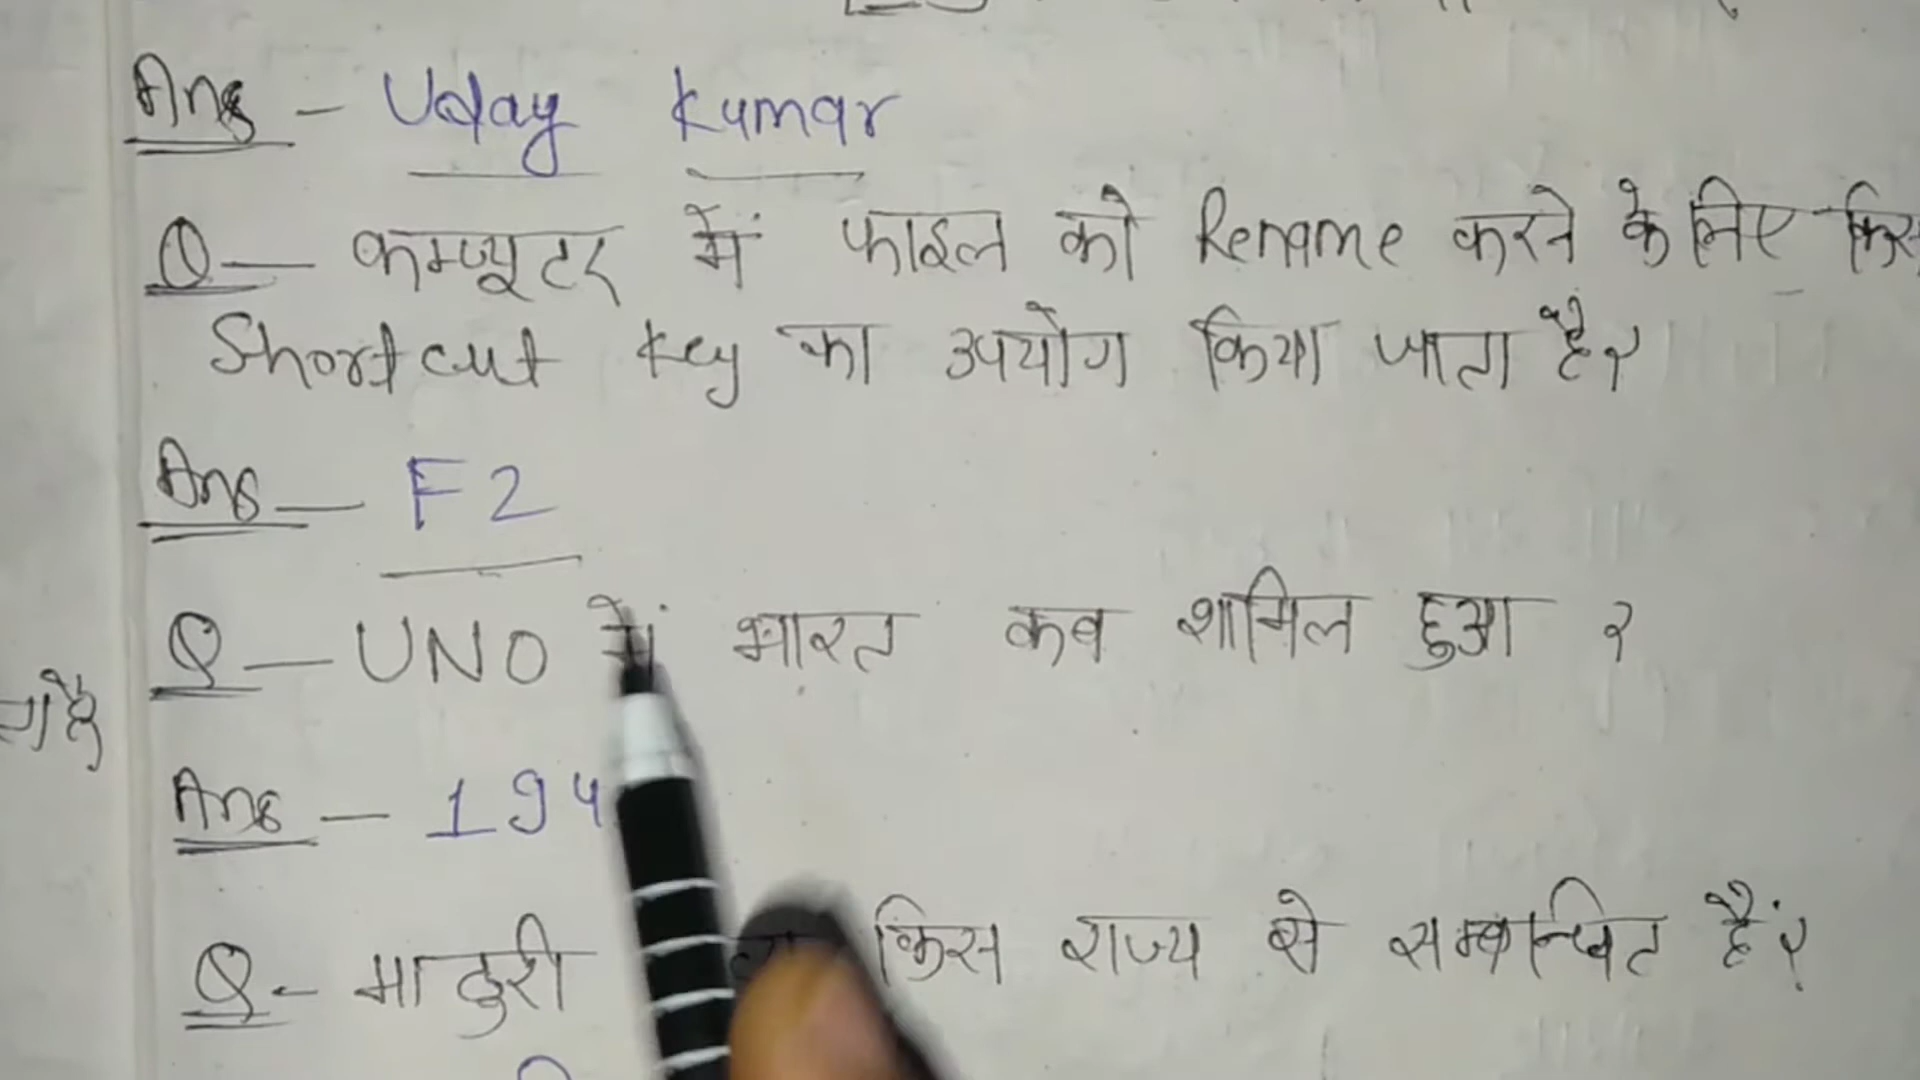 Ans - Uday Kumar
Q - कम्प्यूटर में फाइल को Rename करने के लिए किस
Shortcut Key का उपयोग किया जाता है?
Ans - F2
Q - UNO में भारत कब शामिल हुआ ?
Ans - 194
Q - किस राज्य से सम्बन्धित है?